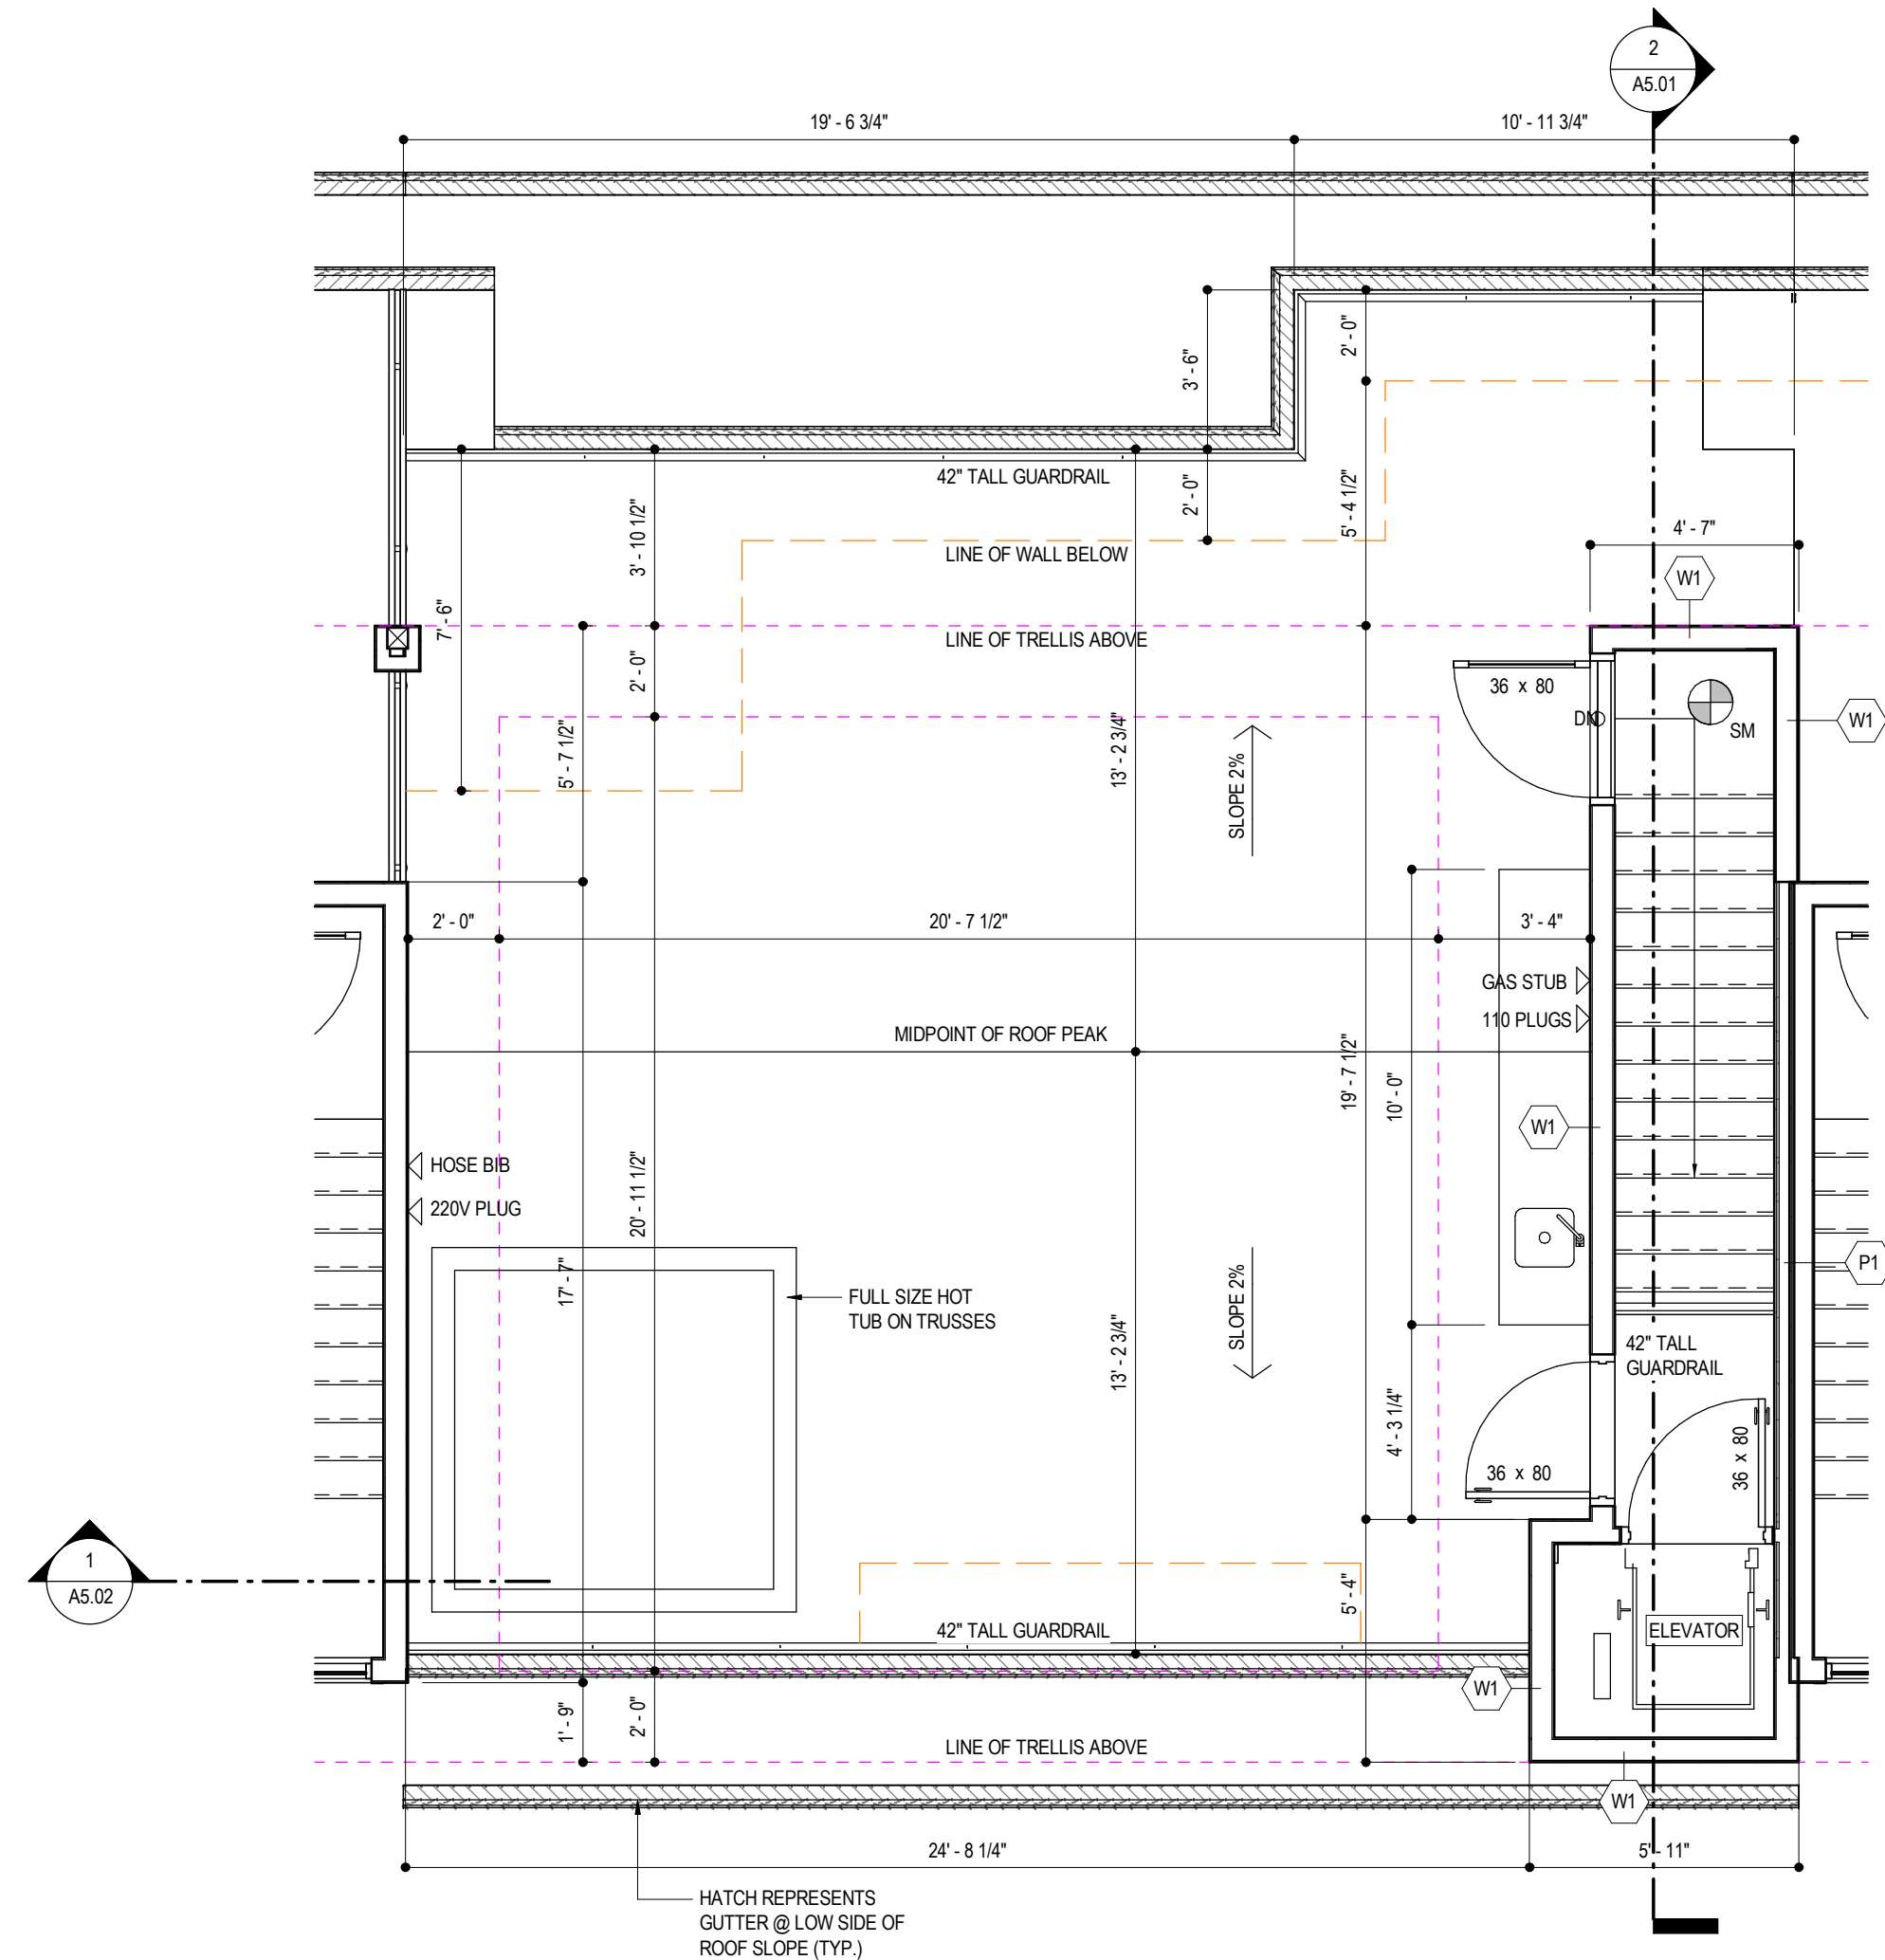 2
A5.01
19' - 6 3/4"
10' - 11 3/4"
2' - 0"
3' - 6"
42" TALL GUARDRAIL
2' - 0"
5' - 4 1/2"
3' - 10 1/2"
4' - 7"
LINE OF WALL BELOW
W1
7' - 6"
LINE OF TRELLIS ABOVE
2' - 0"
36 x 80
DN
SM
W1
5' - 7 1/2"
13' - 2 3/4"
SLOPE 2%
2' - 0"
20' - 7 1/2"
3' - 4"
GAS STUB
110 PLUGS
MIDPOINT OF ROOF PEAK
19' - 7 1/2"
10' - 0"
W1
HOSE BIB
220V PLUG
20' - 11 1/2"
17' - 7"
P1
FULL SIZE HOT
TUB ON TRUSSES
SLOPE 2%
13' - 2 3/4"
42" TALL
GUARDRAIL
4' - 3 1/4"
36 x 80
36 x 80
1
A5.02
5' - 4"
42" TALL GUARDRAIL
ELEVATOR
W1
1' - 9"
2' - 0"
LINE OF TRELLIS ABOVE
W1
24' - 8 1/4"
5' - 11"
HATCH REPRESENTS
GUTTER @ LOW SIDE OF
ROOF SLOPE (TYP.)